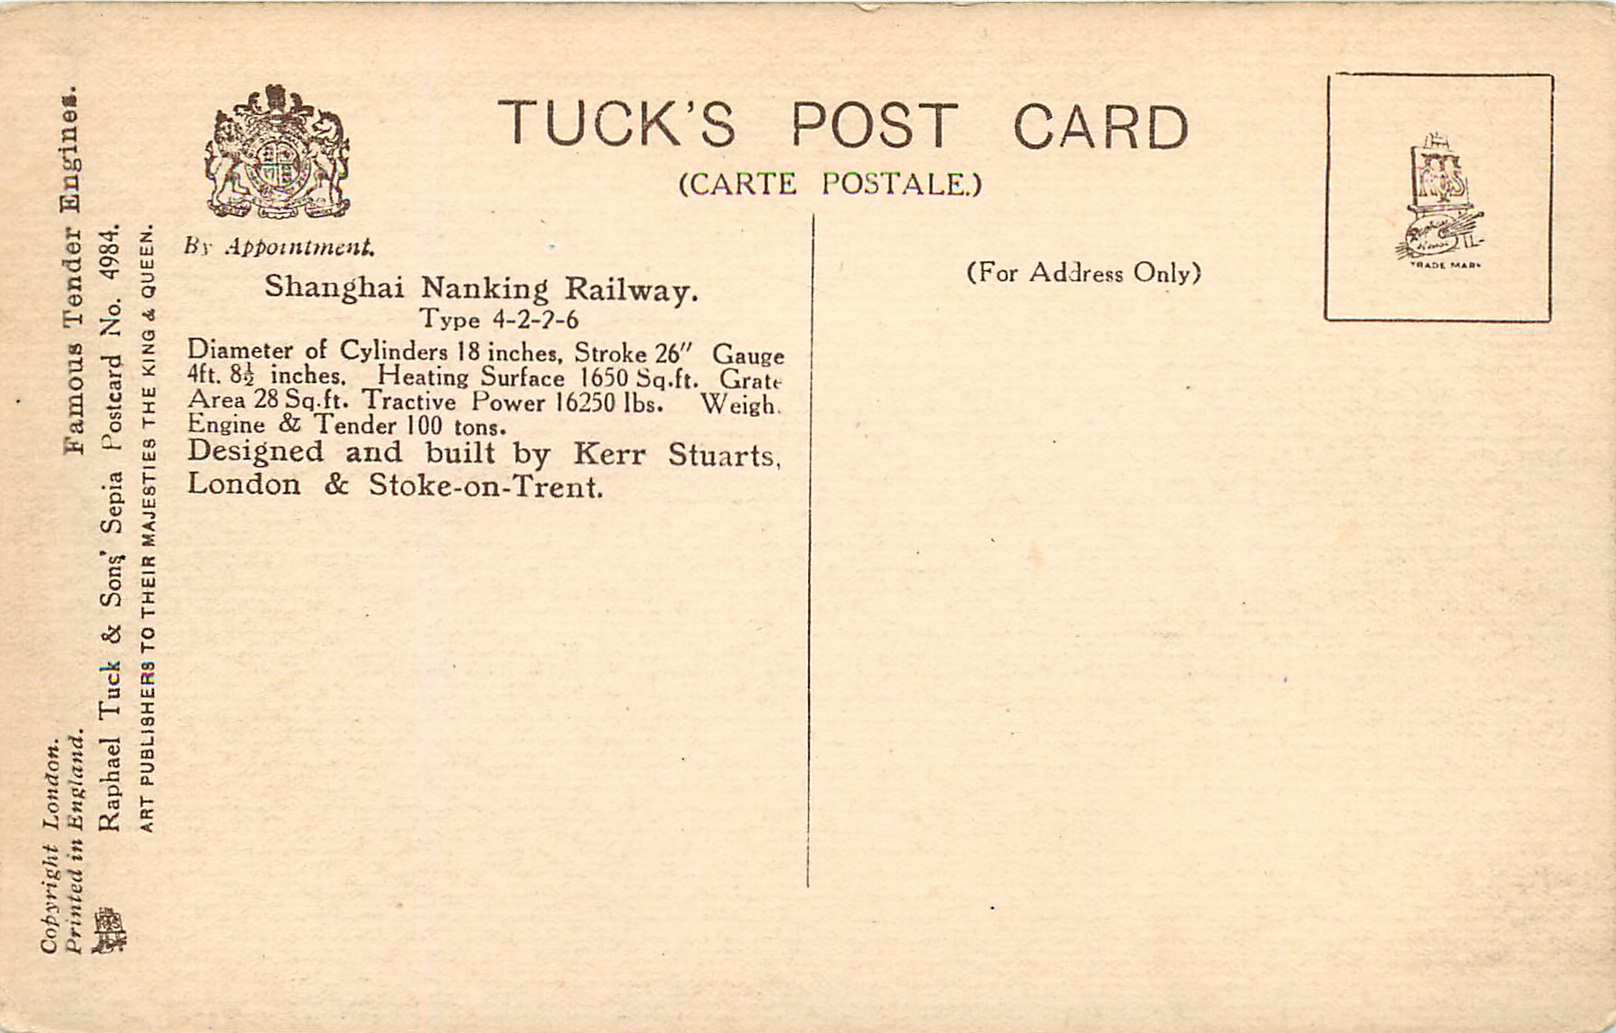 TUCK'S POST CARD
(CARTE POSTALE.)
By Appointment.
Shanghai Nanking Railway.
Type 4-2-2-6
Diameter of Cylinders 18 inches, Stroke 26″ Gauge
4ft. 8½ inches. Heating Surface 1650 Sq.ft. Grate
Area 28 Sq.ft. Tractive Power 16250 lbs. Weigh.
Engine & Tender 100 tons.
Designed and built by Kerr Stuarts,
London & Stoke-on-Trent.
(For Address Only)
TRADE MARK
Famous Tender Engines.
Raphael Tuck & Sons', Sepia Postcard No. 4984.
ART PUBLISHERS TO THEIR MAJESTIES THE KING & QUEEN.
Copyright London.
Printed in England.